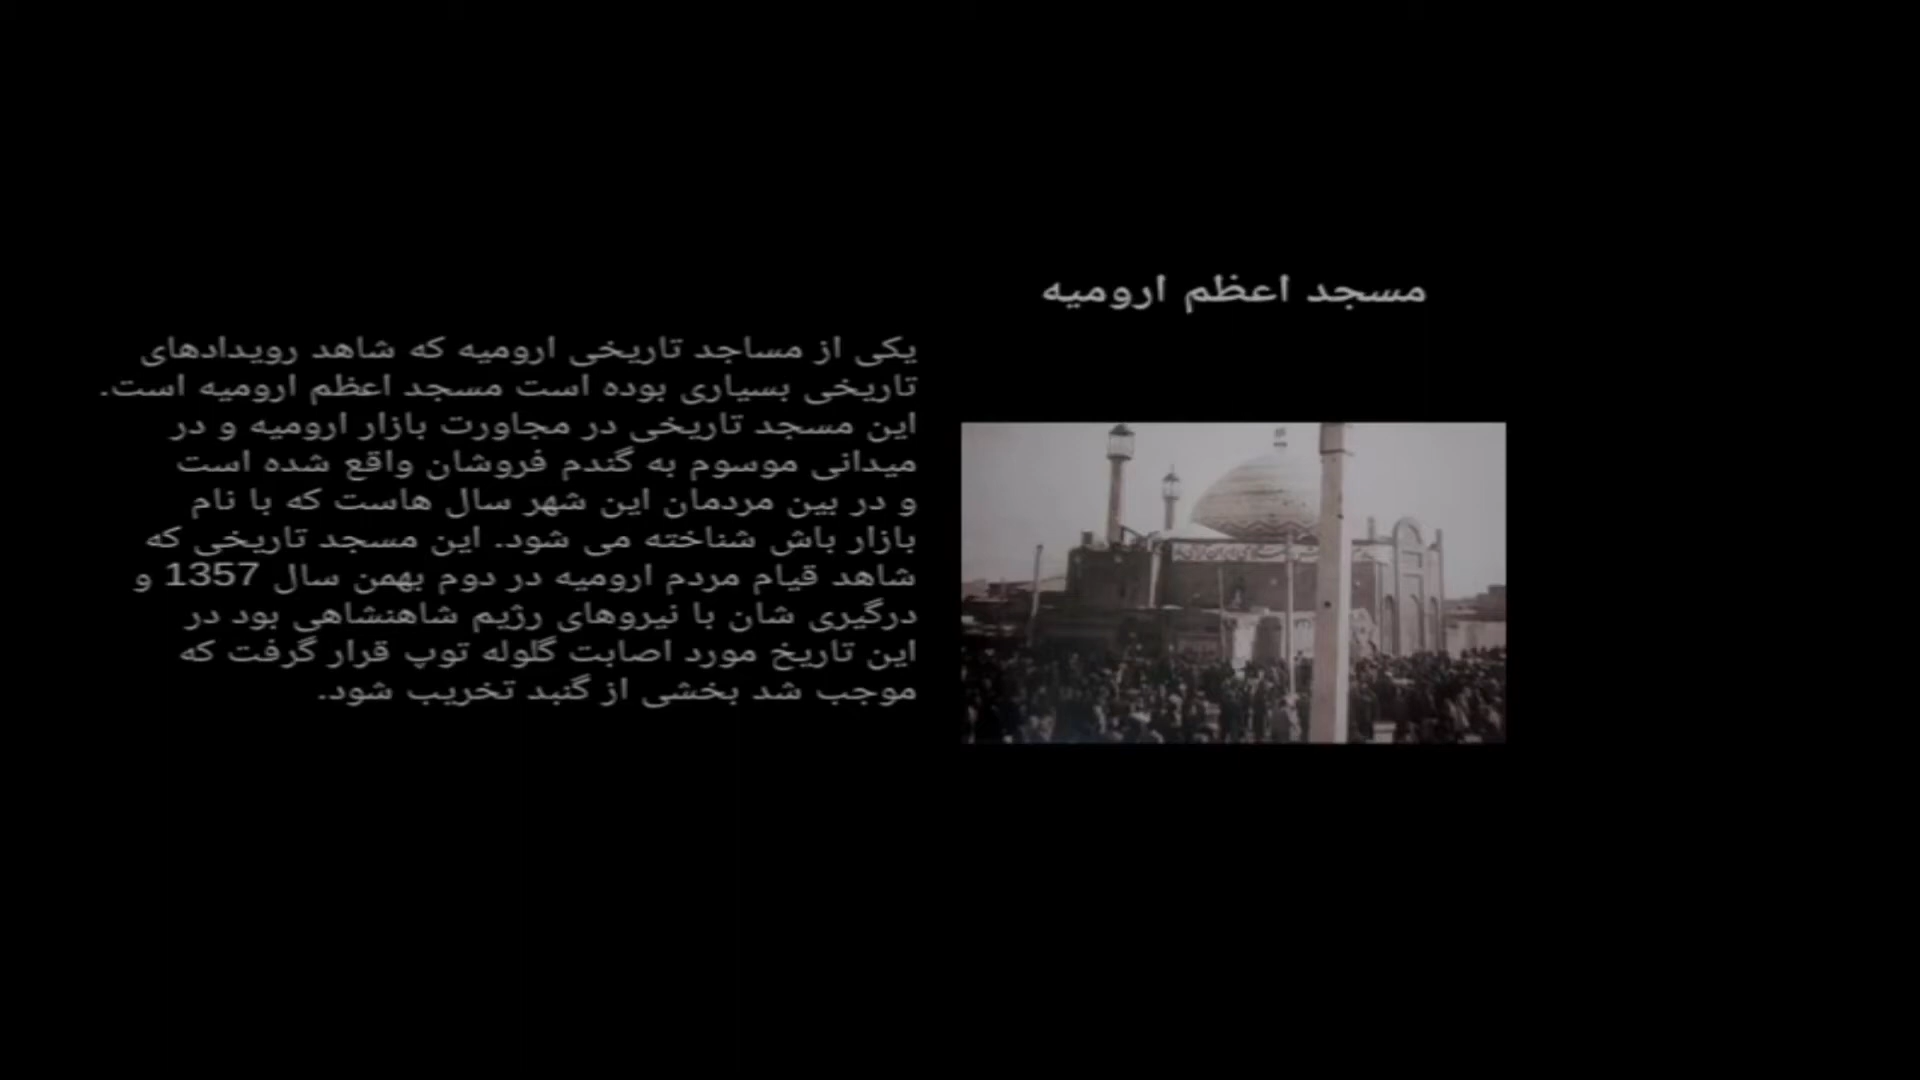 مسجد اعظم ارومیه
یکی از مساجد تاریخی ارومیه که شاهد رویدادهای
تاریخی بسیاری بوده است مسجد اعظم ارومیه است.
این مسجد تاریخی در مجاورت بازار ارومیه و در
میدانی موسوم به گندم فروشان واقع شده است
و در بین مردمان این شهر سال هاست که با نام
بازار باش شناخته می شود. این مسجد تاریخی که
شاهد قیام مردم ارومیه در دوم بهمن سال 1357 و
درگیری شان با نیروهای رژیم شاهنشاهی بود در
این تاریخ مورد اصابت گلوله توپ قرار گرفت که
موجب شد بخشی از گنبد تخریب شود.